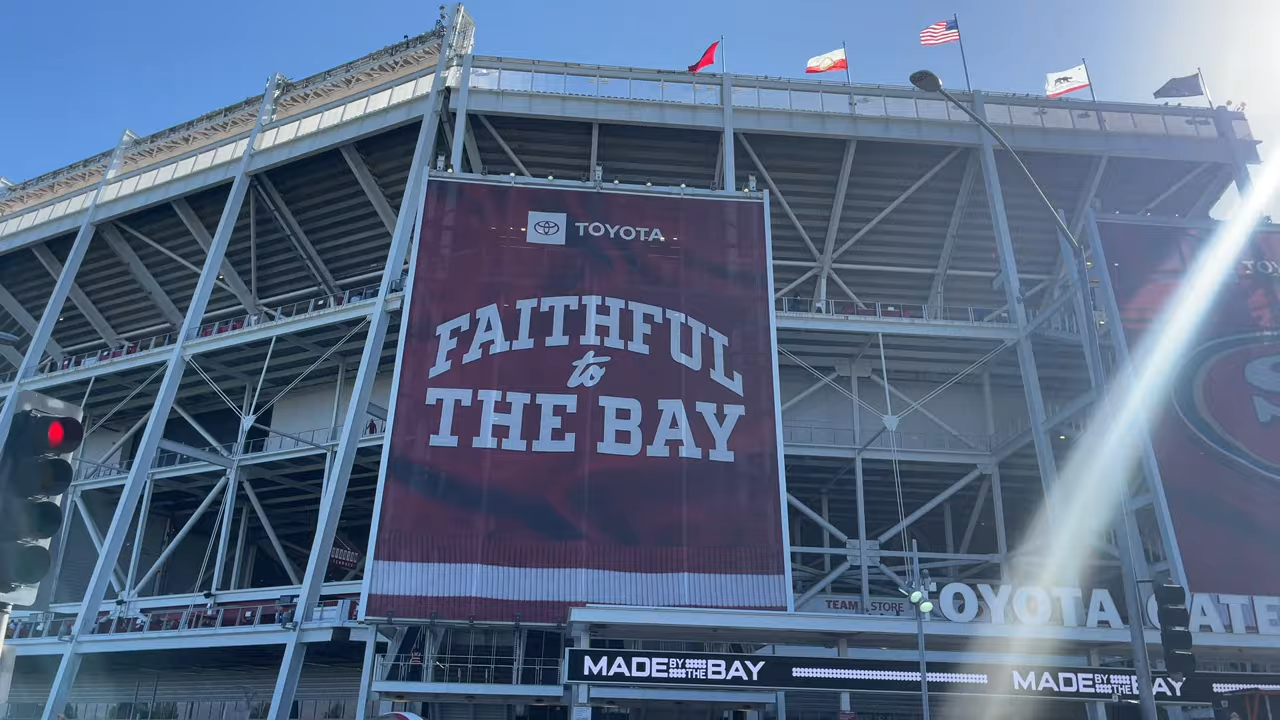 TOYOTA
FAITHFUL
to
THE BAY
TEAM STORE
TOYOTA GATE
MADE BY THE BAY
MADE BY THE BAY